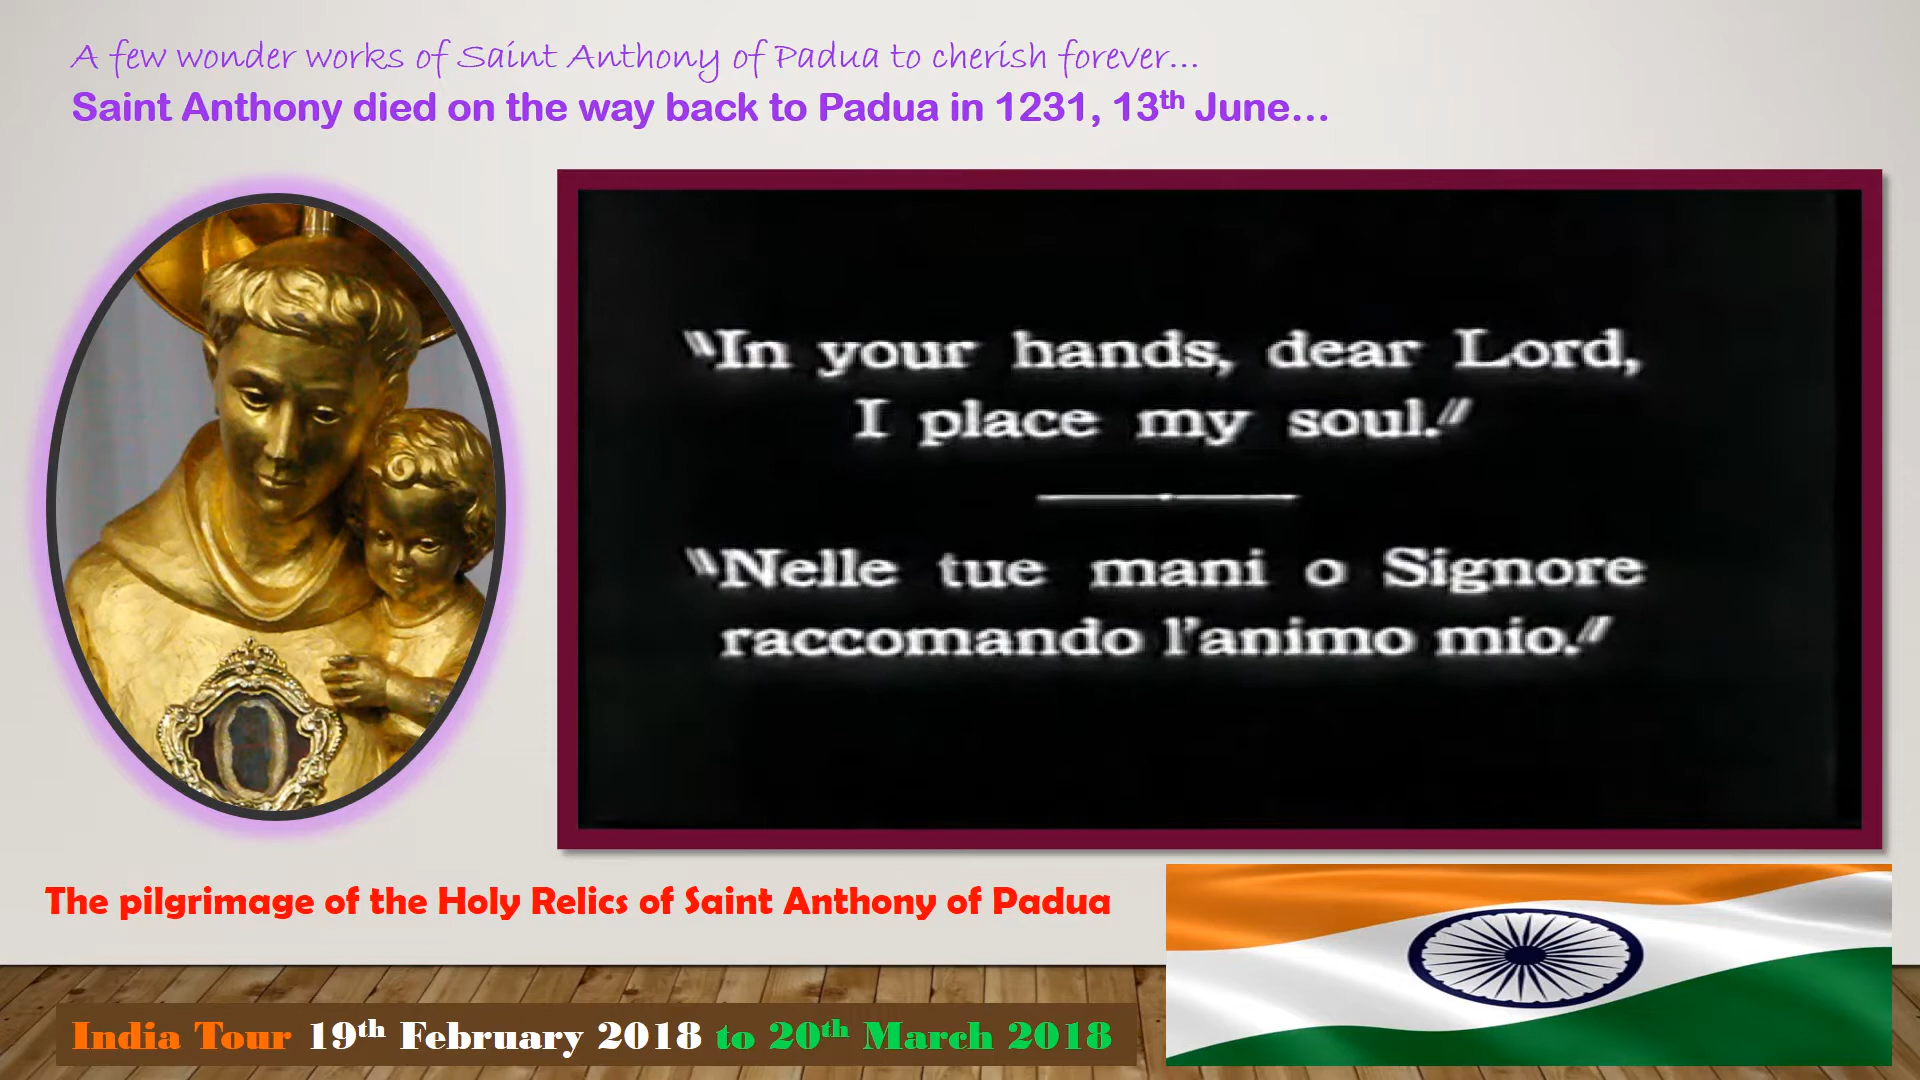 A few wonder works of Saint Anthony of Padua to cherish forever...
Saint Anthony died on the way back to Padua in 1231, 13th June...
"In your hands, dear Lord,
I place my soul."
"Nelle tue mani o Signore
raccomando l'animo mio."
The pilgrimage of the Holy Relics of Saint Anthony of Padua
India Tour 19th February 2018 to 20th March 2018